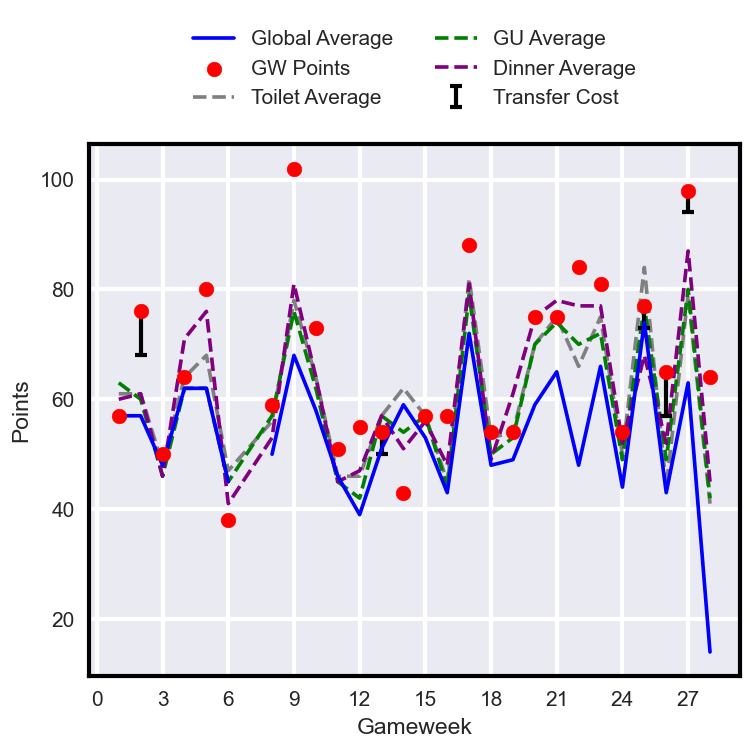 Global Average
GW Points
Toilet Average
GU Average
Dinner Average
Transfer Cost
100
80
60
40
20
Points
0 3 6 9 12 15 18 21 24 27
Gameweek